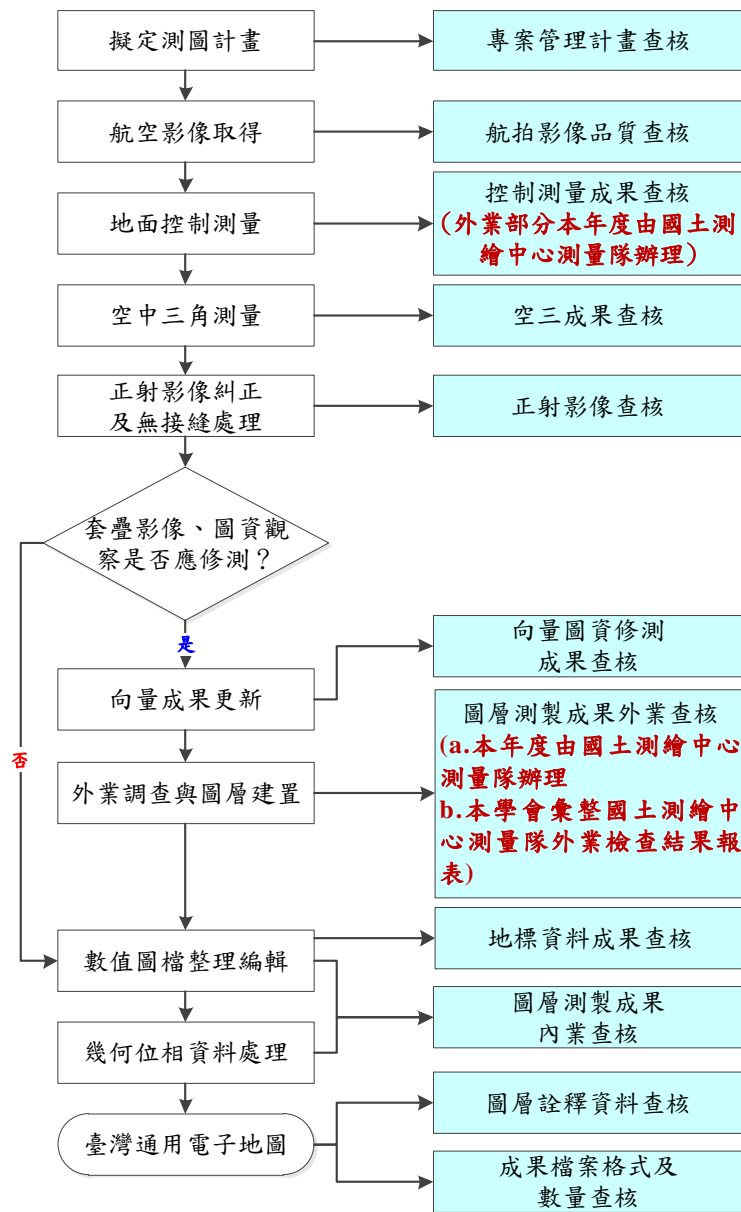 擬定測圖計畫
專案管理計畫查核
航空影像取得
航拍影像品質查核
地面控制測量
控制測量成果查核
(外業部分本年度由國土測
繪中心測量隊辦理)
空中三角測量
空三成果查核
正射影像糾正
及無接縫處理
正射影像查核
套疊影像、圖資觀
察是否應修測？
是
否
向量圖資修測
成果查核
向量成果更新
圖層測製成果外業查核
(a.本年度由國土測繪中心
測量隊辦理
b.本學會彙整國土測繪中
心測量隊外業檢查結果報
表)
外業調查與圖層建置
地標資料成果查核
數值圖檔整理編輯
圖層測製成果
內業查核
幾何位相資料處理
圖層詮釋資料查核
臺灣通用電子地圖
成果檔案格式及
數量查核